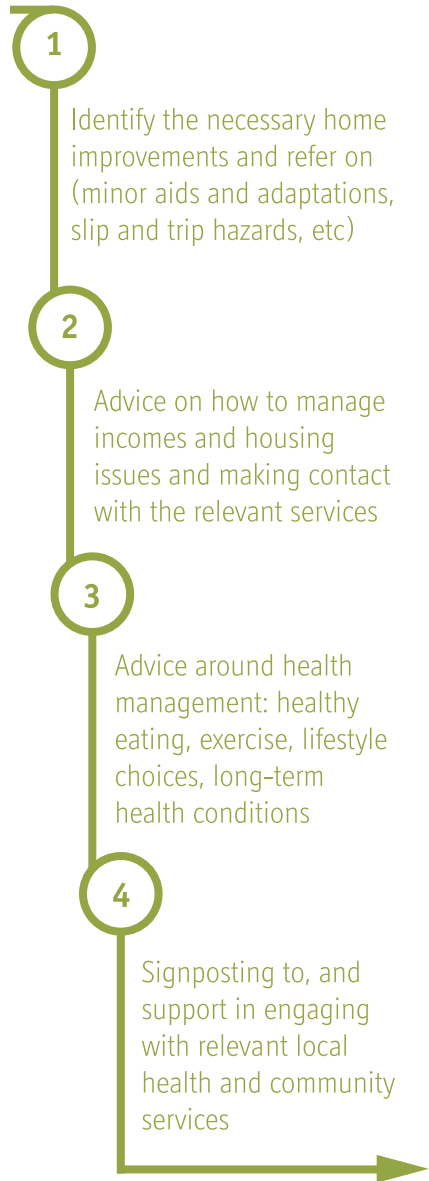 1
Identify the necessary home
improvements and refer on
(minor aids and adaptations,
slip and trip hazards, etc)
2
Advice on how to manage
incomes and housing
issues and making contact
with the relevant services
3
Advice around health
management: healthy
eating, exercise, lifestyle
choices, long-term
health conditions
4
Signposting to, and
support in engaging
with relevant local
health and community
services